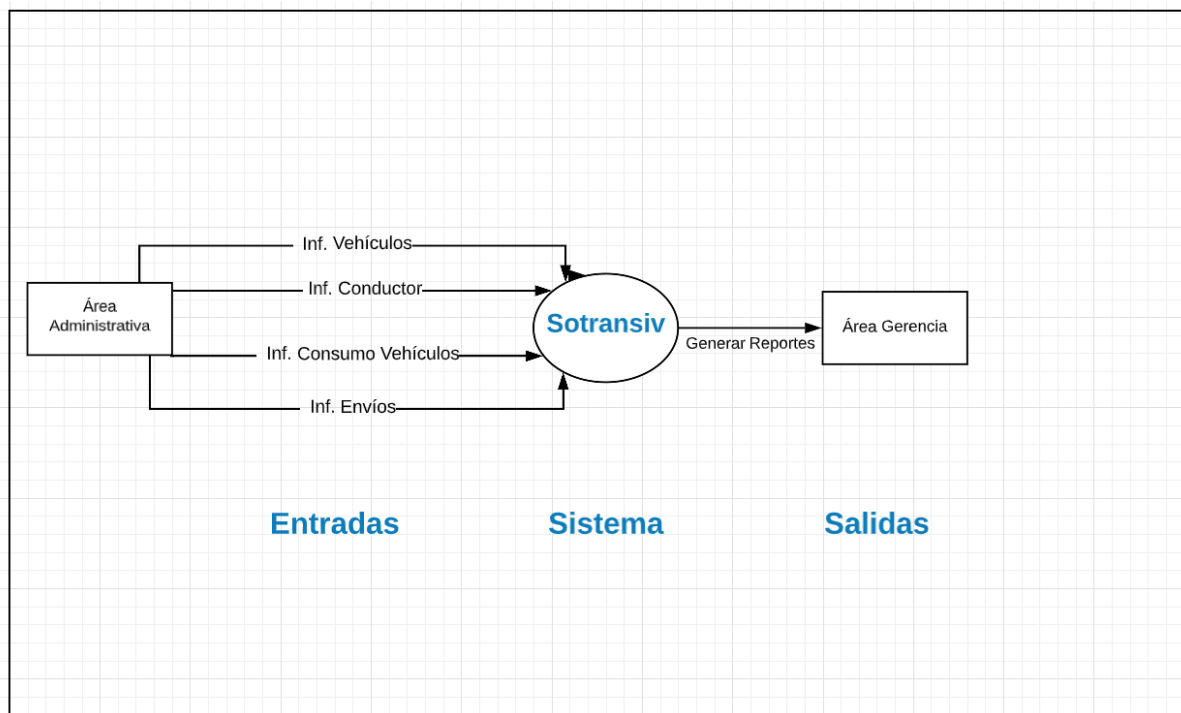 Inf. Vehículos
Inf. Conductor
Área
Administrativa
Sotransiv
Área Gerencia
Generar Reportes
Inf. Consumo Vehículos
Inf. Envíos
Entradas
Sistema
Salidas